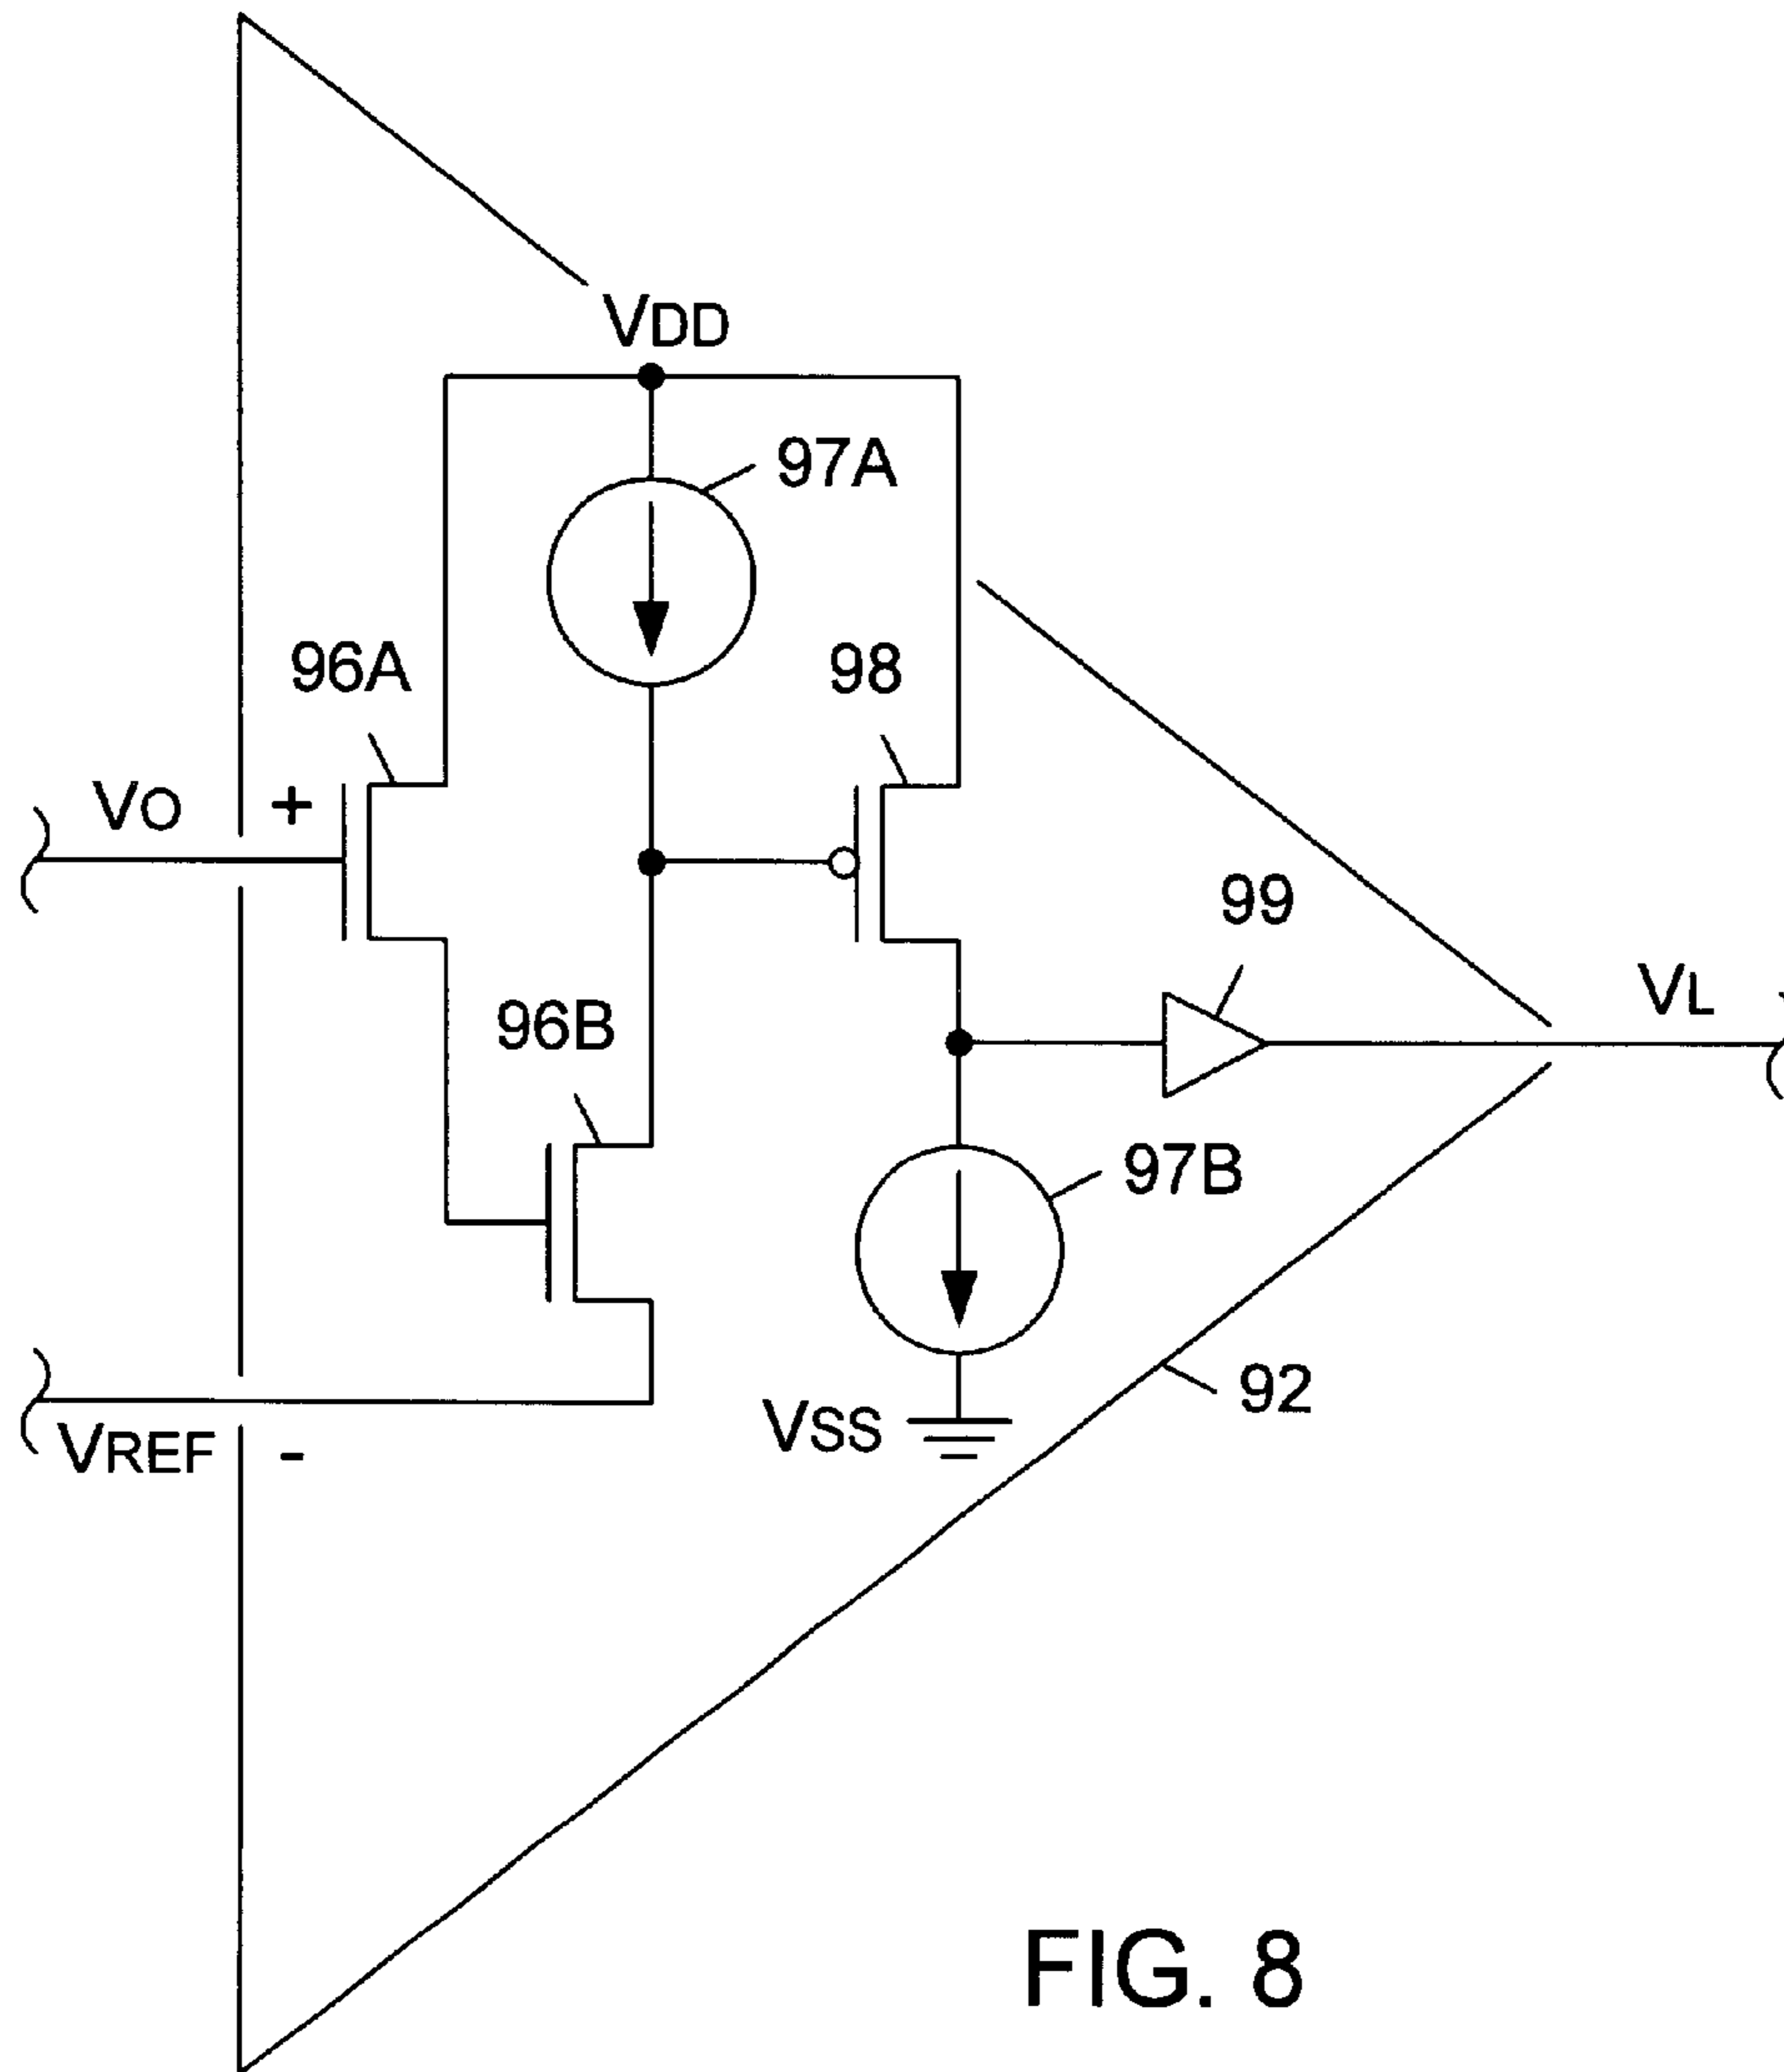 VDD
97A
96A
98
VO
+
99
96B
VL
97B
92
VSS
VREF
-
FIG. 8